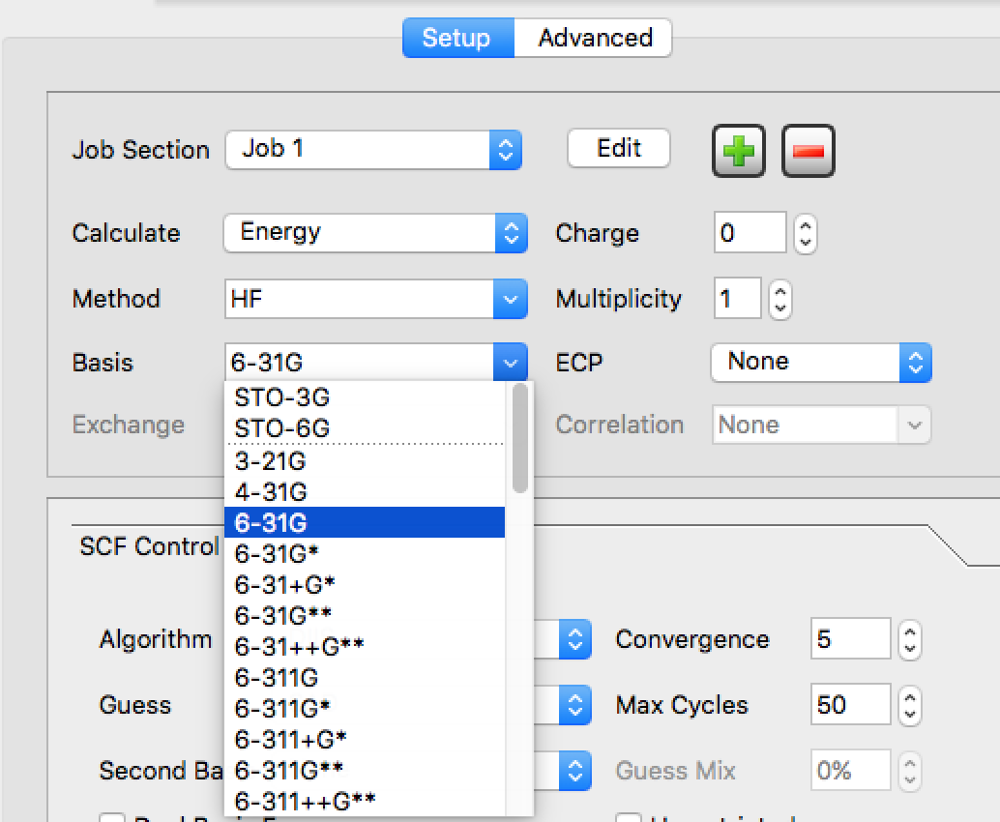 Setup Advanced
Job Section Job 1 Edit
Calculate Energy Charge 0
Method HF Multiplicity 1
Basis 6-31G ECP None
STO-3G
Exchange STO-6G Correlation None
3-21G
4-31G
6-31G
SCF Control 6-31G*
6-31+G*
6-31G**
Algorithm 6-31++G** Convergence 5
6-311G
Guess 6-311G* Max Cycles 50
6-311+G*
Second Ba 6-311G** Guess Mix 0%
6-311++G**